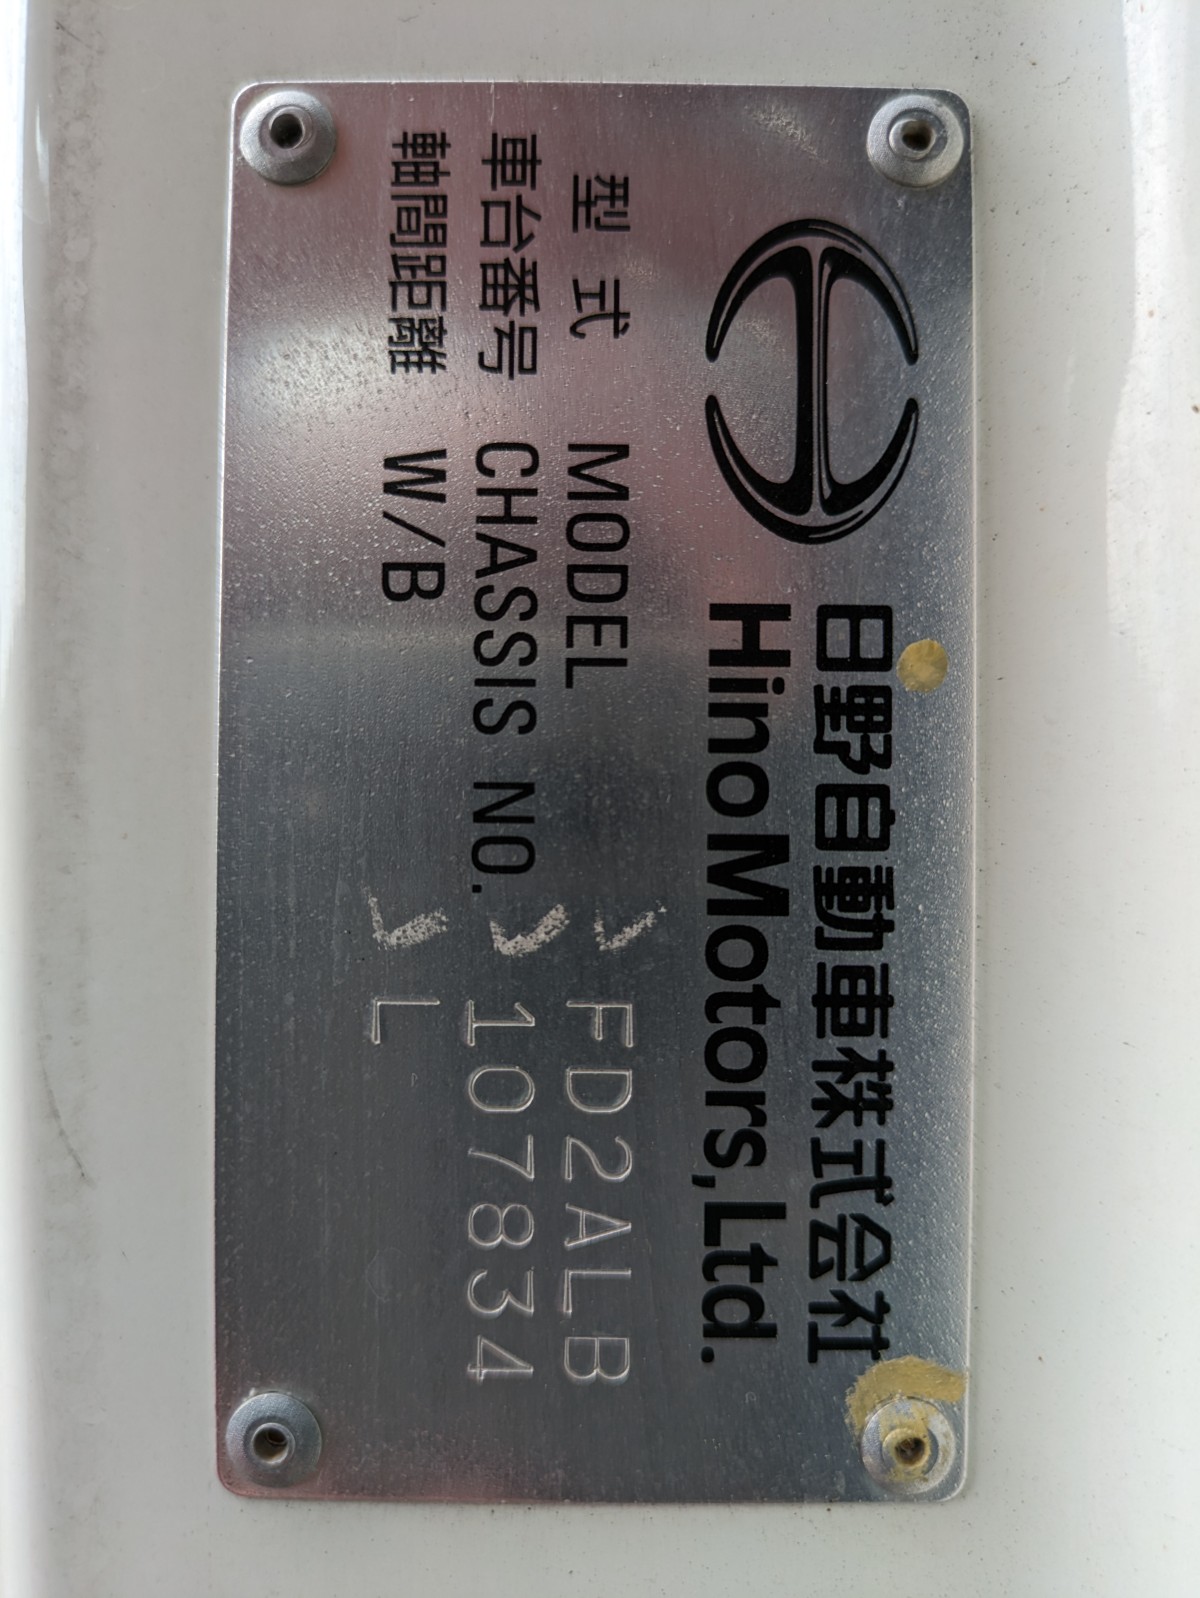 日野自動車株式会社
Hino Motors, Ltd.
型式 MODEL FD2ALB
車台番号 CHASSIS NO. 107834
軸間距離 W/B L